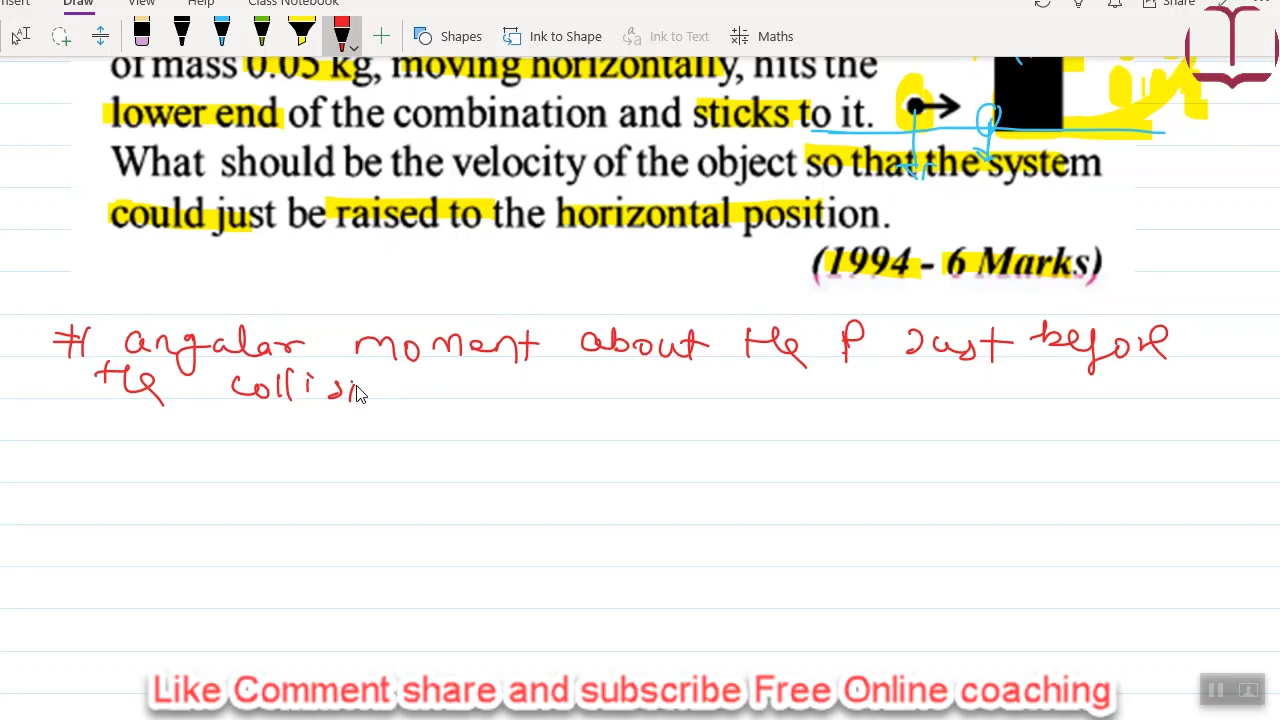 nsert Draw View Help Class Notebook Share
Shapes Ink to Shape Ink to Text Maths
of mass 0.05 kg, moving horizontally, hits the
lower end of the combination and sticks to it.
What should be the velocity of the object so that the system
could just be raised to the horizontal position.
(1994 - 6 Marks)
# angular moment about the P Just before
the collisi
Like Comment share and subscribe Free Online coaching